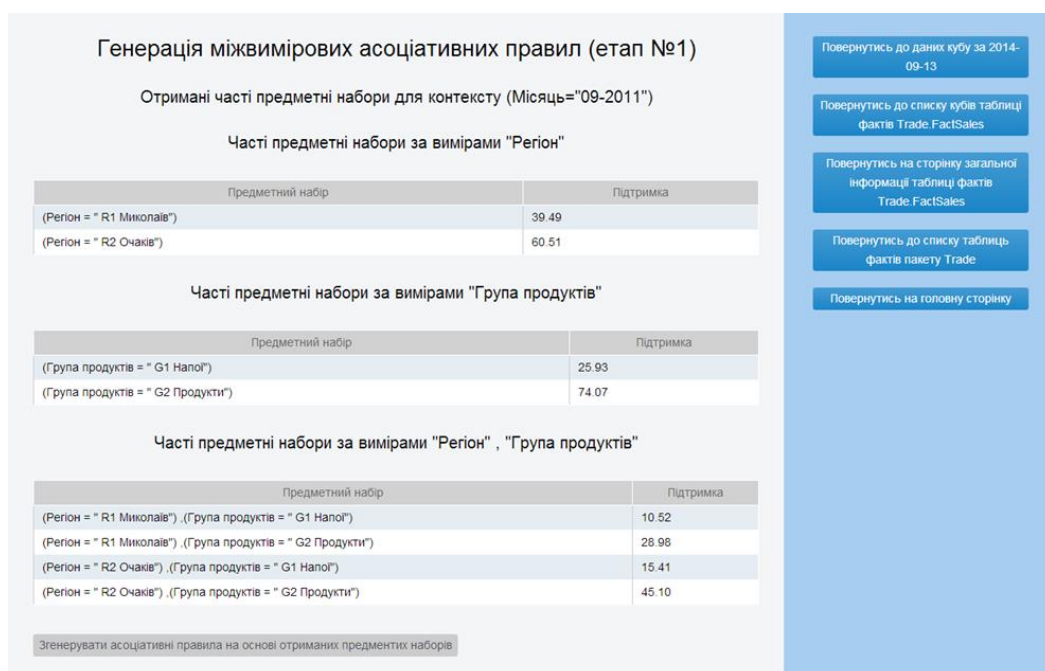 Генерація міжвимірових асоціативних правил (етап №1)
Отримані часті предметні набори для контексту (Місяць="09-2011")
Часті предметні набори за вимірами "Регіон"
Предметний набір Підтримка
(Регіон = " R1 Миколаїв") 39.49
(Регіон = " R2 Очаків") 60.51
Часті предметні набори за вимірами "Група продуктів"
Предметний набір Підтримка
(Група продуктів = " G1 Напої") 25.93
(Група продуктів = " G2 Продукти") 74.07
Часті предметні набори за вимірами "Регіон" , "Група продуктів"
Предметний набір Підтримка
(Регіон = " R1 Миколаїв") ,(Група продуктів = " G1 Напої") 10.52
(Регіон = " R1 Миколаїв") ,(Група продуктів = " G2 Продукти") 28.98
(Регіон = " R2 Очаків") ,(Група продуктів = " G1 Напої") 15.41
(Регіон = " R2 Очаків") ,(Група продуктів = " G2 Продукти") 45.10
Згенерувати асоціативні правила на основі отриманих предментих наборів
Повернутись до даних кубу за 2014-
09-13
Повернутись до списку кубів таблиці
фактів Trade.FactSales
Повернутись на сторінку загальної
інформації таблиці фактів
Trade.FactSales
Повернутись до списку таблиць
фактів пакету Trade
Повернутись на головну сторінку